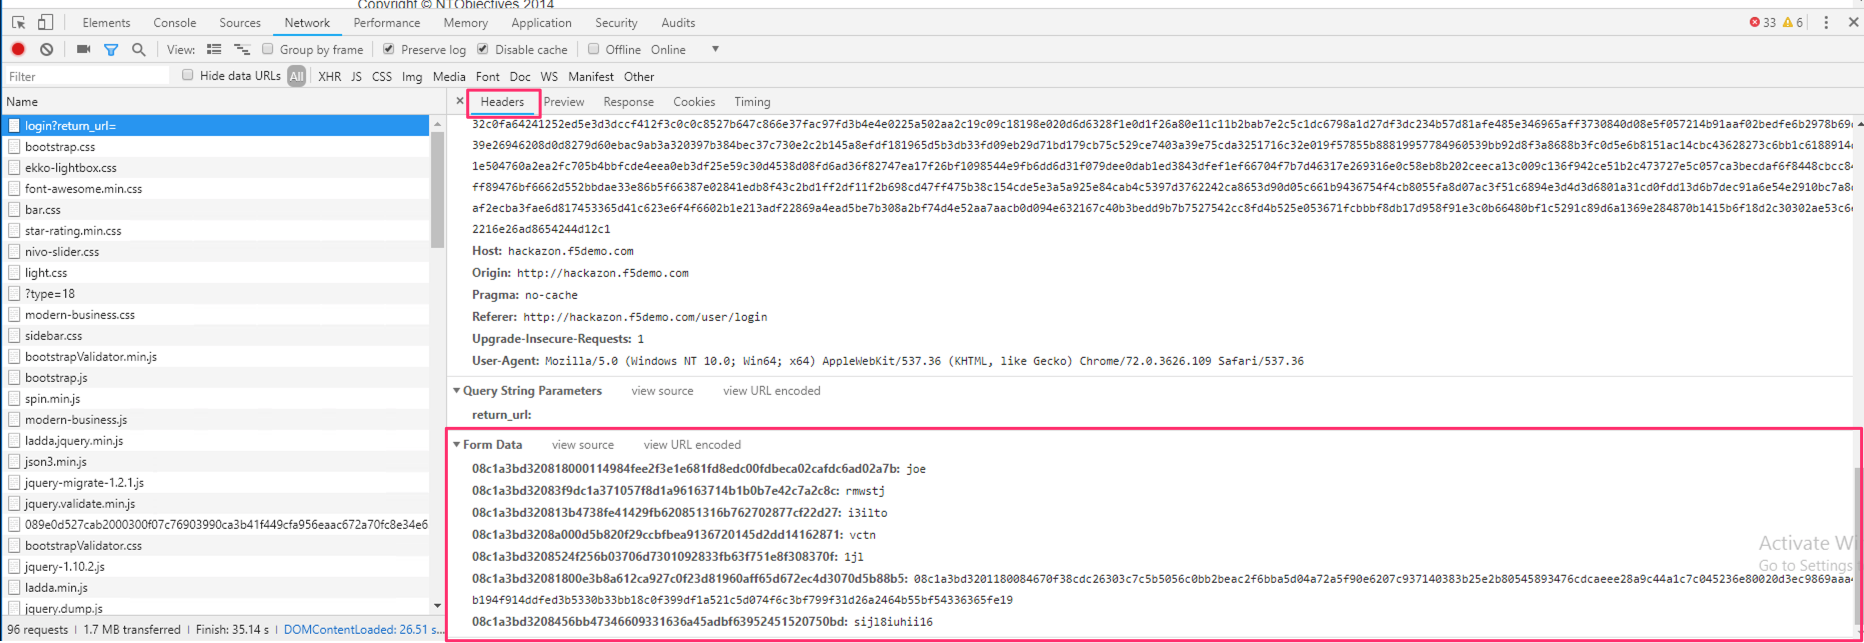 Copyright © NTObjectives 2014
Elements Console Sources Network Performance Memory Application Security Audits 33 6
View: Group by frame Preserve log Disable cache Offline Online
Filter Hide data URLs All XHR JS CSS Img Media Font Doc WS Manifest Other
Name
login?return_url=
bootstrap.css
ekko-lightbox.css
font-awesome.min.css
bar.css
star-rating.min.css
nivo-slider.css
light.css
?type=18
modern-business.css
sidebar.css
bootstrapValidator.min.js
bootstrap.js
spin.min.js
modern-business.js
ladda.jquery.min.js
json3.min.js
jquery-migrate-1.2.1.js
jquery.validate.min.js
089e0d527cab2000300f07c76903990ca3b41f449cfa956eaac672a70fc8e34e6
bootstrapValidator.css
jquery-1.10.2.js
ladda.min.js
jquery.dump.js
96 requests | 1.7 MB transferred | Finish: 35.14 s | DOMContentLoaded: 26.51 s...
Headers Preview Response Cookies Timing
2216e26ad8654244d12c1
Host: hackazon.f5demo.com
Origin: http://hackazon.f5demo.com
Pragma: no-cache
Referer: http://hackazon.f5demo.com/user/login
Upgrade-Insecure-Requests: 1
User-Agent: Mozilla/5.0 (Windows NT 10.0; Win64; x64) AppleWebKit/537.36 (KHTML, like Gecko) Chrome/72.0.3626.109 Safari/537.36
Query String Parameters view source view URL encoded
return_url:
Form Data view source view URL encoded
08c1a3bd320818000114984fee2f3e1e681fd8edc00fdbeca02cafdc6ad02a7b: joe
08c1a3bd32083f9dc1a371057f8d1a96163714b1b0b7e42c7a2c8c: rmwstj
08c1a3bd320813b4738fe41429fb620851316b762702877cf22d27: i3ilto
08c1a3bd3208a000d5b820f29ccbfbea9136720145d2dd14162871: vctn
08c1a3bd3208524f256b03706d7301092833fb63f751e8f308370f: 1jl
08c1a3bd32081800e3b8a612ca927c0f23d81960aff65d672ec4d3070d5b88b5:
b194f914ddfed3b5330b33bb18c0f399df1a521c5d074f6c3bf799f31d26a2464b55bf54336365fe19
08c1a3bd3208456bb47346609331636a45adbf63952451520750bd: sijl8iuhii16
Activate Wi
Go to Settings